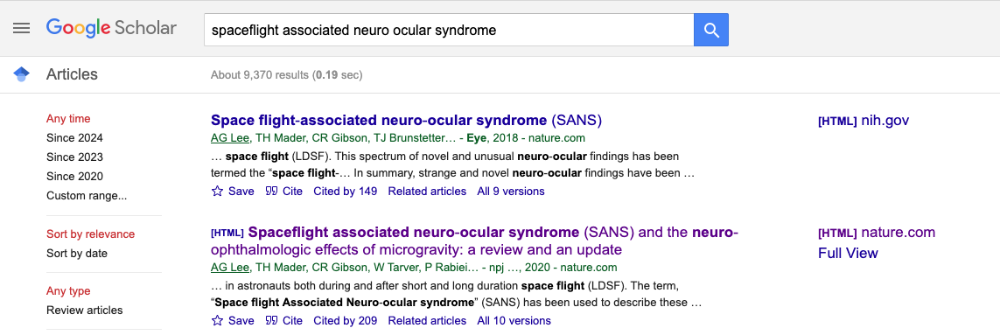 Google Scholar
spaceflight associated neuro ocular syndrome
Articles
About 9,370 results (0.19 sec)
Any time
Since 2024
Since 2023
Since 2020
Custom range...
Sort by relevance
Sort by date
Any type
Review articles
Space flight-associated neuro-ocular syndrome (SANS)
AG Lee, TH Mader, CR Gibson, TJ Brunstetter… - Eye, 2018 - nature.com
… space flight (LDSF). This spectrum of novel and unusual neuro-ocular findings has been
termed the “space flight-… In summary, strange and novel neuro-ocular findings have been …
Save Cite Cited by 149 Related articles All 9 versions
[HTML] nih.gov
[HTML] Spaceflight associated neuro-ocular syndrome (SANS) and the neuro-
ophthalmologic effects of microgravity: a review and an update
AG Lee, TH Mader, CR Gibson, W Tarver, P Rabiei… - npj …, 2020 - nature.com
… in astronauts both during and after short and long duration space flight (LDSF). The term,
“Space flight Associated Neuro-ocular syndrome” (SANS) has been used to describe these …
Save Cite Cited by 209 Related articles All 10 versions
[HTML] nature.com
Full View